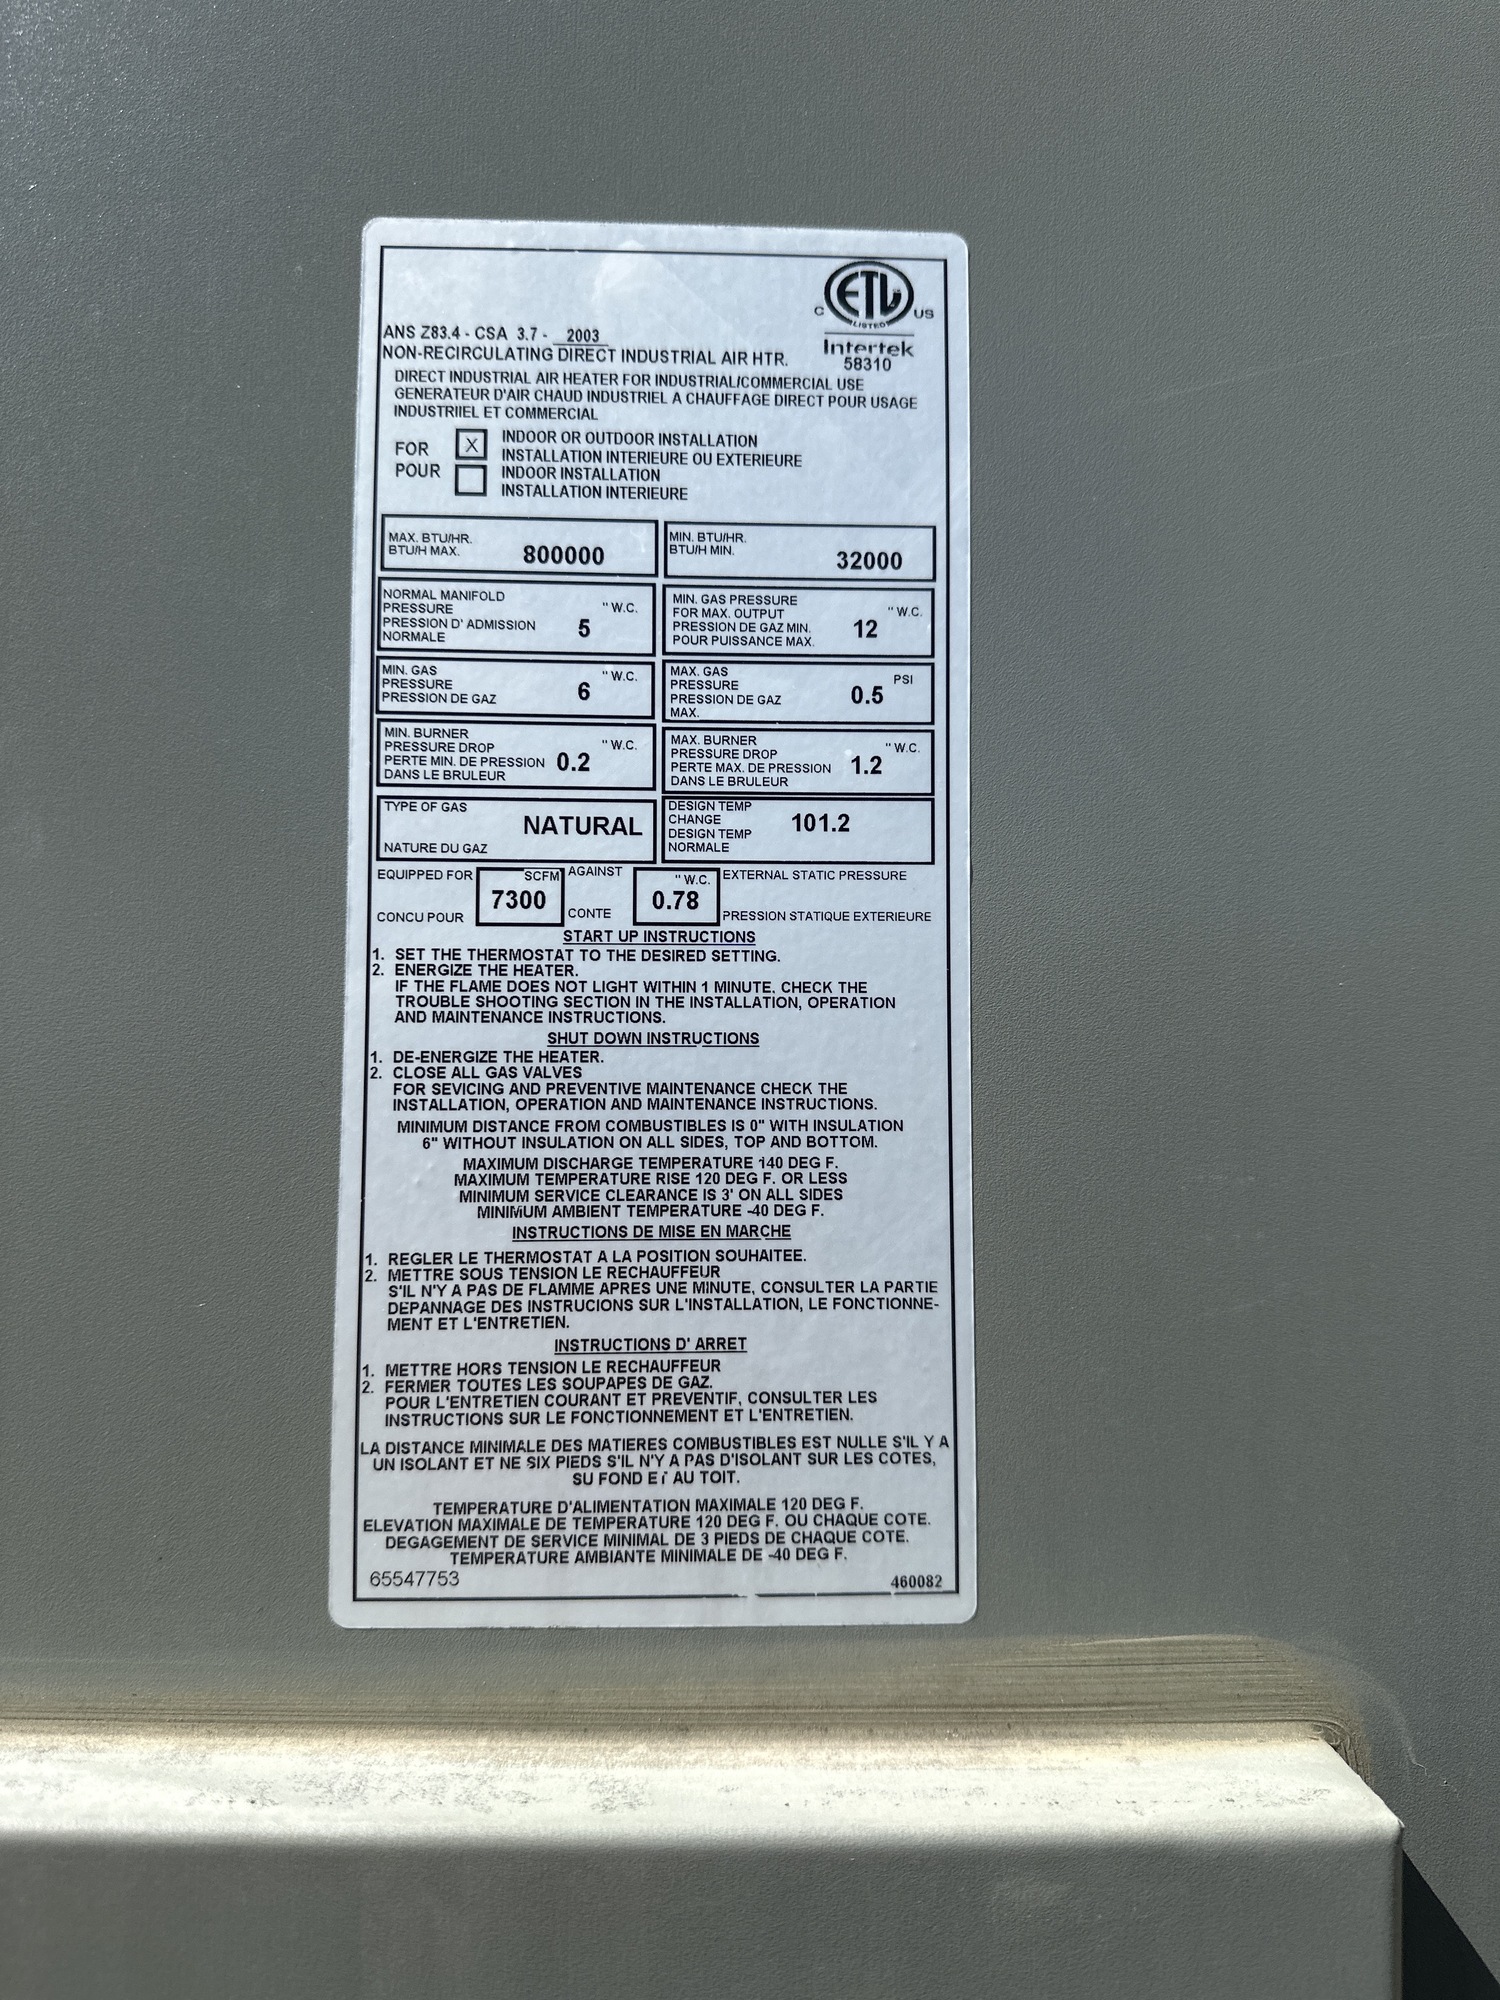 C ETL US
LISTED
Intertek
58310
ANS Z83.4 - CSA 3.7 - 2003
NON-RECIRCULATING DIRECT INDUSTRIAL AIR HTR.
DIRECT INDUSTRIAL AIR HEATER FOR INDUSTRIAL/COMMERCIAL USE
GENERATEUR D'AIR CHAUD INDUSTRIEL A CHAUFFAGE DIRECT POUR USAGE
INDUSTRIIEL ET COMMERCIAL
FOR X INDOOR OR OUTDOOR INSTALLATION
INSTALLATION INTERIEURE OU EXTERIEURE
POUR INDOOR INSTALLATION
INSTALLATION INTERIEURE
MAX. BTU/HR.
BTU/H MAX. 800000
MIN. BTU/HR.
BTU/H MIN. 32000
NORMAL MANIFOLD
PRESSURE " W.C.
PRESSION D' ADMISSION 5
NORMALE
MIN. GAS PRESSURE
FOR MAX. OUTPUT " W.C.
PRESSION DE GAZ MIN. 12
POUR PUISSANCE MAX.
MIN. GAS " W.C.
PRESSURE 6
PRESSION DE GAZ
MAX. GAS PSI
PRESSURE 0.5
PRESSION DE GAZ
MAX.
MIN. BURNER
PRESSURE DROP " W.C.
PERTE MIN. DE PRESSION 0.2
DANS LE BRULEUR
MAX. BURNER
PRESSURE DROP " W.C.
PERTE MAX. DE PRESSION 1.2
DANS LE BRULEUR
TYPE OF GAS
NATURAL
NATURE DU GAZ
DESIGN TEMP
CHANGE 101.2
DESIGN TEMP
NORMALE
EQUIPPED FOR SCFM AGAINST " W.C. EXTERNAL STATIC PRESSURE
7300 0.78
CONCU POUR CONTE PRESSION STATIQUE EXTERIEURE
START UP INSTRUCTIONS
1. SET THE THERMOSTAT TO THE DESIRED SETTING.
2. ENERGIZE THE HEATER.
IF THE FLAME DOES NOT LIGHT WITHIN 1 MINUTE, CHECK THE
TROUBLE SHOOTING SECTION IN THE INSTALLATION, OPERATION
AND MAINTENANCE INSTRUCTIONS.
SHUT DOWN INSTRUCTIONS
1. DE-ENERGIZE THE HEATER.
2. CLOSE ALL GAS VALVES
FOR SEVICING AND PREVENTIVE MAINTENANCE CHECK THE
INSTALLATION, OPERATION AND MAINTENANCE INSTRUCTIONS.
MINIMUM DISTANCE FROM COMBUSTIBLES IS 0" WITH INSULATION
6" WITHOUT INSULATION ON ALL SIDES, TOP AND BOTTOM.
MAXIMUM DISCHARGE TEMPERATURE 140 DEG F.
MAXIMUM TEMPERATURE RISE 120 DEG F. OR LESS
MINIMUM SERVICE CLEARANCE IS 3' ON ALL SIDES
MINIMUM AMBIENT TEMPERATURE -40 DEG F.
INSTRUCTIONS DE MISE EN MARCHE
1. REGLER LE THERMOSTAT A LA POSITION SOUHAITEE.
2. METTRE SOUS TENSION LE RECHAUFFEUR
S'IL N'Y A PAS DE FLAMME APRES UNE MINUTE, CONSULTER LA PARTIE
DEPANNAGE DES INSTRUCIONS SUR L'INSTALLATION, LE FONCTIONNE-
MENT ET L'ENTRETIEN.
INSTRUCTIONS D' ARRET
1. METTRE HORS TENSION LE RECHAUFFEUR
2. FERMER TOUTES LES SOUPAPES DE GAZ.
POUR L'ENTRETIEN COURANT ET PREVENTIF, CONSULTER LES
INSTRUCTIONS SUR LE FONCTIONNEMENT ET L'ENTRETIEN.
LA DISTANCE MINIMALE DES MATIERES COMBUSTIBLES EST NULLE S'IL Y A
UN ISOLANT ET NE SIX PIEDS S'IL N'Y A PAS D'ISOLANT SUR LES COTES,
SU FOND ET AU TOIT.
TEMPERATURE D'ALIMENTATION MAXIMALE 120 DEG F.
ELEVATION MAXIMALE DE TEMPERATURE 120 DEG F. OU CHAQUE COTE.
DEGAGEMENT DE SERVICE MINIMAL DE 3 PIEDS DE CHAQUE COTE.
TEMPERATURE AMBIANTE MINIMALE DE -40 DEG F.
65547753 460082